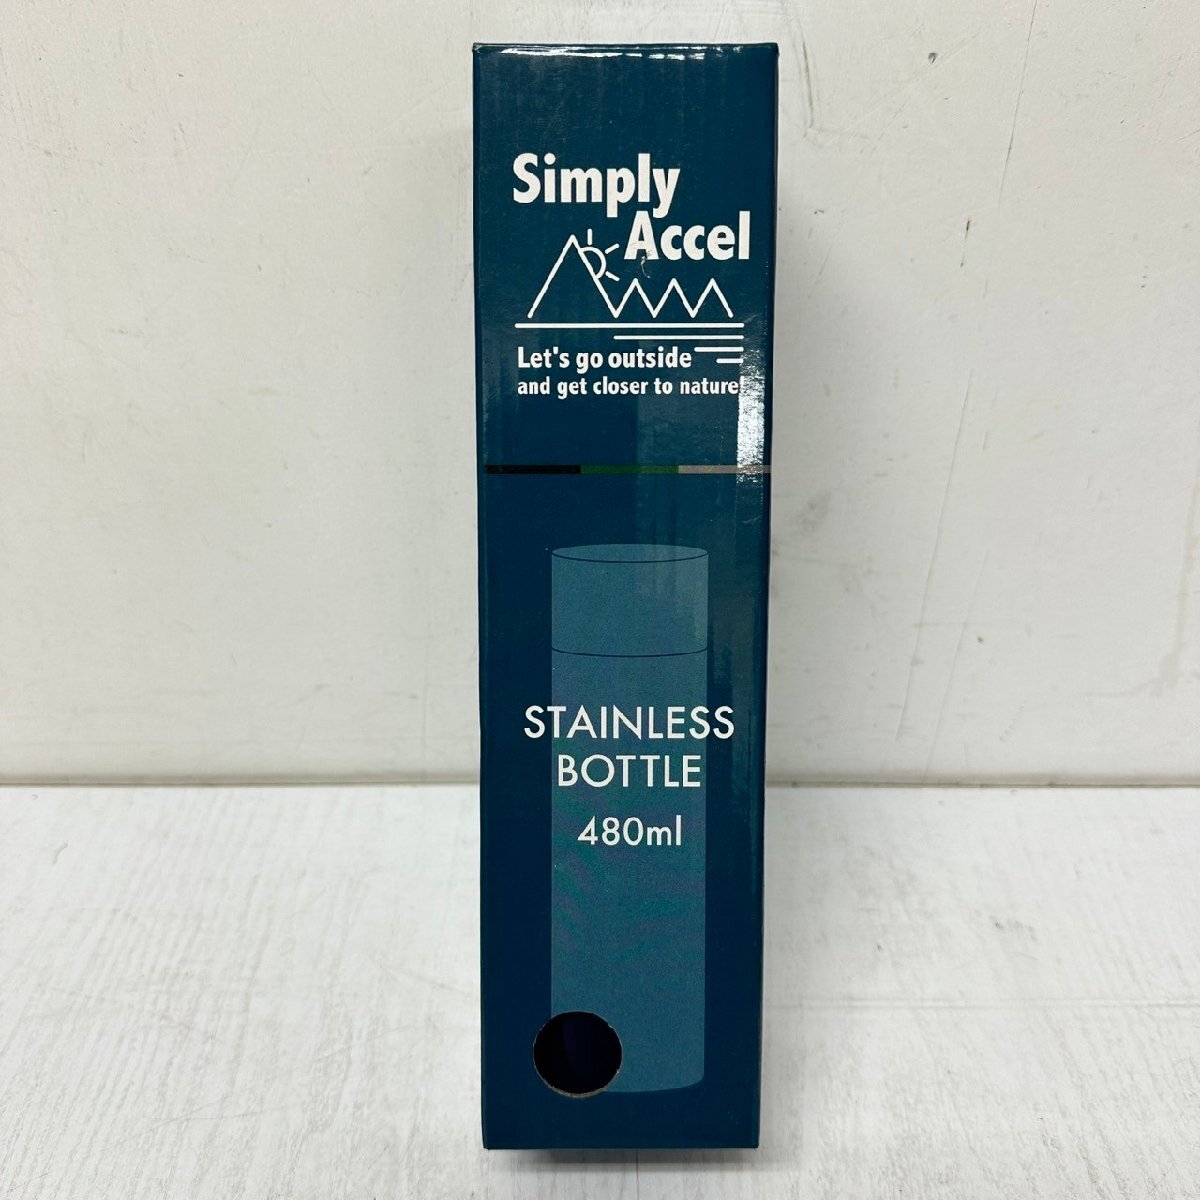 Simply
Accel
Let's go outside
and get closer to nature!
STAINLESS
BOTTLE
480ml